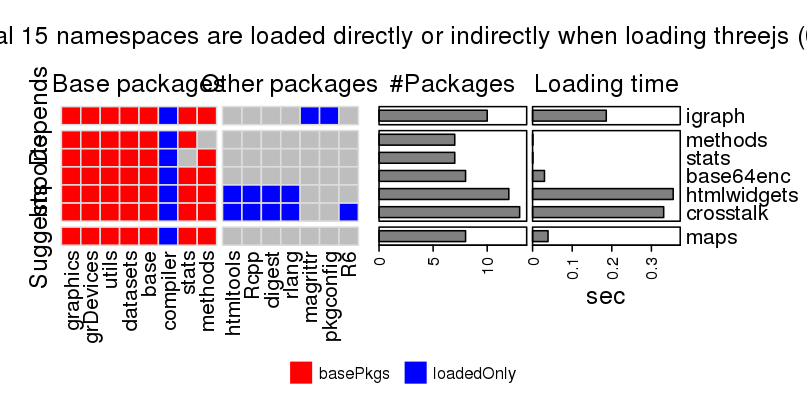 al 15 namespaces are loaded directly or indirectly when loading threejs (
Base packages
Other packages
#Packages
Loading time
Depends
Imports
Suggests
igraph
methods
stats
base64enc
htmlwidgets
crosstalk
maps
graphics
grDevices
utils
datasets
base
compiler
stats
methods
htmltools
Rcpp
digest
rlang
magrittr
pkgconfig
R6
0
5
10
0
0.1
0.2
0.3
sec
basePkgs
loadedOnly